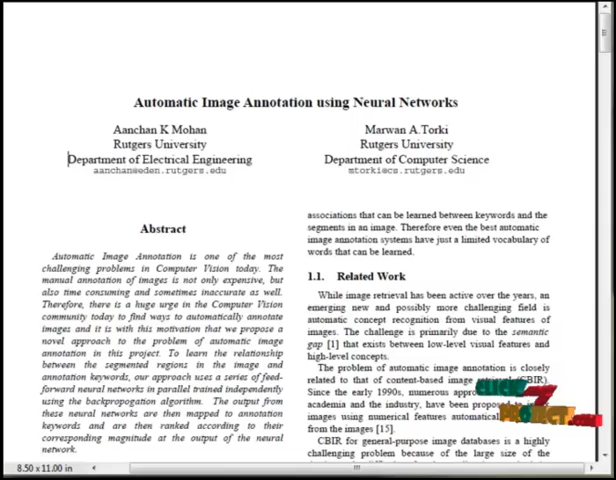 Automatic Image Annotation using Neural Networks
Aanchan K Mohan
Rutgers University
Department of Electrical Engineering
aanchan@eden.rutgers.edu
Marwan A.Torki
Rutgers University
Department of Computer Science
mtorki@cs.rutgers.edu
Abstract
Automatic Image Annotation is one of the most
challenging problems in Computer Vision today. The
manual annotation of images is not only expensive, but
also time consuming and sometimes inaccurate as well.
Therefore, there is a huge urge in the Computer Vision
community today to find ways to automatically annotate
images and it is with this motivation that we propose a
novel approach to the problem of automatic image
annotation in this project. To learn the relationship
between the segmented regions in the image and
annotation keywords, our approach uses a series of feed-
forward neural networks in parallel trained independently
using the backpropogation algorithm. The output from
these neural networks are then mapped to annotation
keywords and are then ranked according to their
corresponding magnitude at the output of the neural
network.
associations that can be learned between keywords and the
segments in an image. Therefore even the best automatic
image annotation systems have just a limited vocabulary of
words that can be learned.
1.1. Related Work
While image retrieval has been active over the years, an
emerging new and possibly more challenging field is
automatic concept recognition from visual features of
images. The challenge is primarily due to the semantic
gap [1] that exists between low-level visual features and
high-level concepts.
The problem of automatic image annotation is closely
related to that of content-based image (CBIR).
Since the early 1990s, numerous
academia and the industry, have been
images using numerical features
from the images [15].
CBIR for general-purpose image databases is a highly
challenging problem because of the large size of the
8.50 x 11.00 in